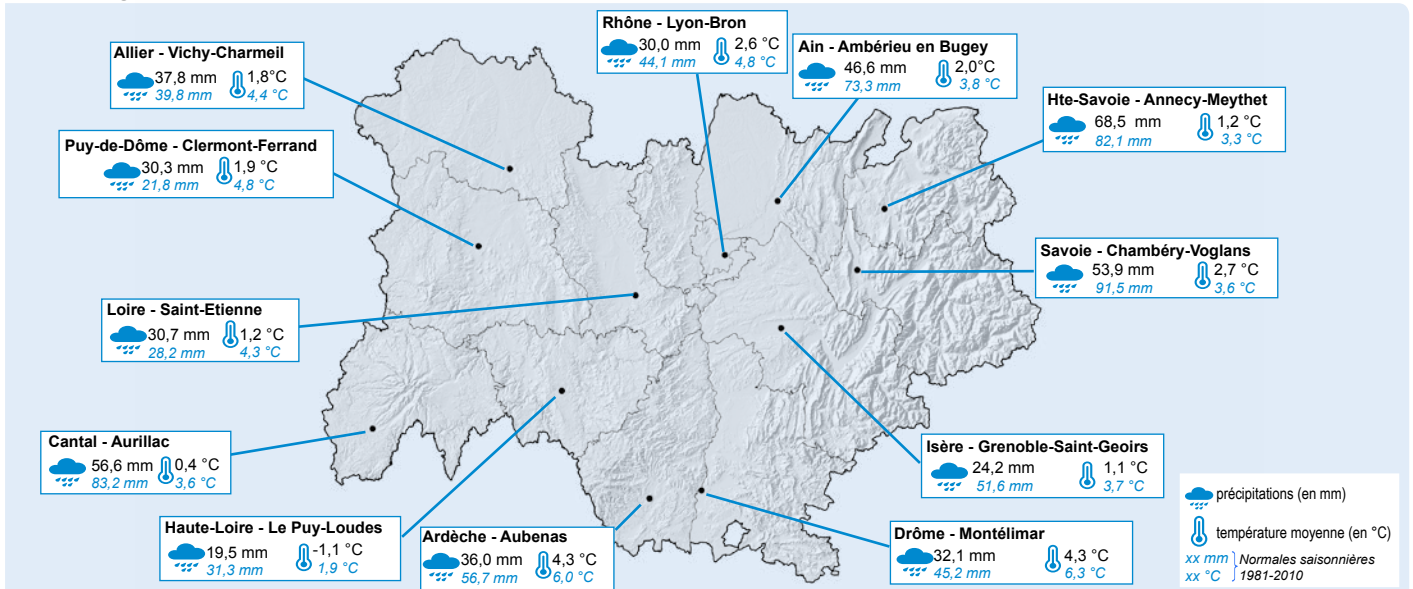 Rhône - Lyon-Bron
30,0 mm 2,6 °C
44,1 mm 4,8 °C
Ain - Ambérieu en Bugey
46,6 mm 2,0°C
73,3 mm 3,8 °C
Allier - Vichy-Charmeil
37,8 mm 1,8°C
39,8 mm 4,4 °C
Hte-Savoie - Annecy-Meythet
68,5 mm 1,2 °C
82,1 mm 3,3 °C
Puy-de-Dôme - Clermont-Ferrand
30,3 mm 1,9 °C
21,8 mm 4,8 °C
Savoie - Chambéry-Voglans
53,9 mm 2,7 °C
91,5 mm 3,6 °C
Loire - Saint-Etienne
30,7 mm 1,2 °C
28,2 mm 4,3 °C
Cantal - Aurillac
56,6 mm 0,4 °C
83,2 mm 3,6 °C
Isère - Grenoble-Saint-Geoirs
24,2 mm 1,1 °C
51,6 mm 3,7 °C
Haute-Loire - Le Puy-Loudes
19,5 mm -1,1 °C
31,3 mm 1,9 °C
Ardèche - Aubenas
36,0 mm 4,3 °C
56,7 mm 6,0 °C
Drôme - Montélimar
32,1 mm 4,3 °C
45,2 mm 6,3 °C
précipitations (en mm)
température moyenne (en °C)
xx mm Normales saisonnières
xx °C 1981-2010